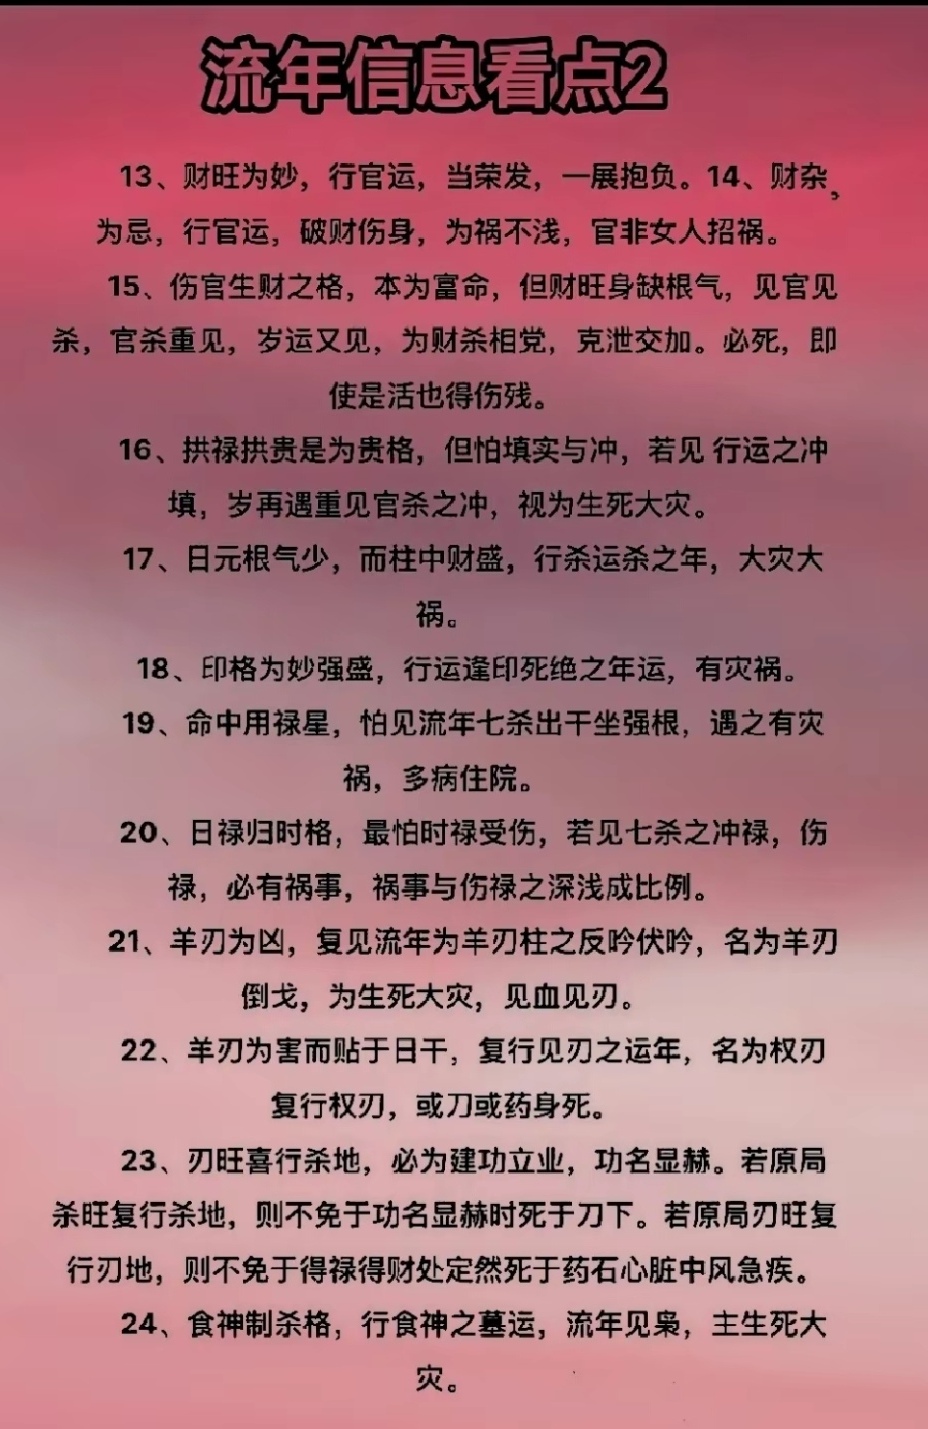 流年信息看点2
13、财旺为妙，行官运，当荣发，一展抱负。14、财杂，
为忌，行官运，破财伤身，为祸不浅，官非女人招祸。
15、伤官生财之格，本为富命，但财旺身缺根气，见官见
杀，官杀重见，岁运又见，为财杀相党，克泄交加。必死，即
使是活也得伤残。
16、拱禄拱贵是为贵格，但怕填实与冲，若见 行运之冲
填，岁再遇重见官杀之冲，视为生死大灾。
17、日元根气少，而柱中财盛，行杀运杀之年，大灾大
祸。
18、印格为妙强盛，行运逢印死绝之年运，有灾祸。
19、命中用禄星，怕见流年七杀出干坐强根，遇之有灾
祸，多病住院。
20、日禄归时格，最怕时禄受伤，若见七杀之冲禄，伤
禄，必有祸事，祸事与伤禄之深浅成比例。
21、羊刃为凶，复见流年为羊刃柱之反吟伏吟，名为羊刃
倒戈，为生死大灾，见血见刃。
22、羊刃为害而贴于日干，复行见刃之运年，名为权刃
复行权刃，或刀或药身死。
23、刃旺喜行杀地，必为建功立业，功名显赫。若原局
杀旺复行杀地，则不免于功名显赫时死于刀下。若原局刃旺复
行刃地，则不免于得禄得财处定然死于药石心脏中风急疾。
24、食神制杀格，行食神之墓运，流年见枭，主生死大
灾。